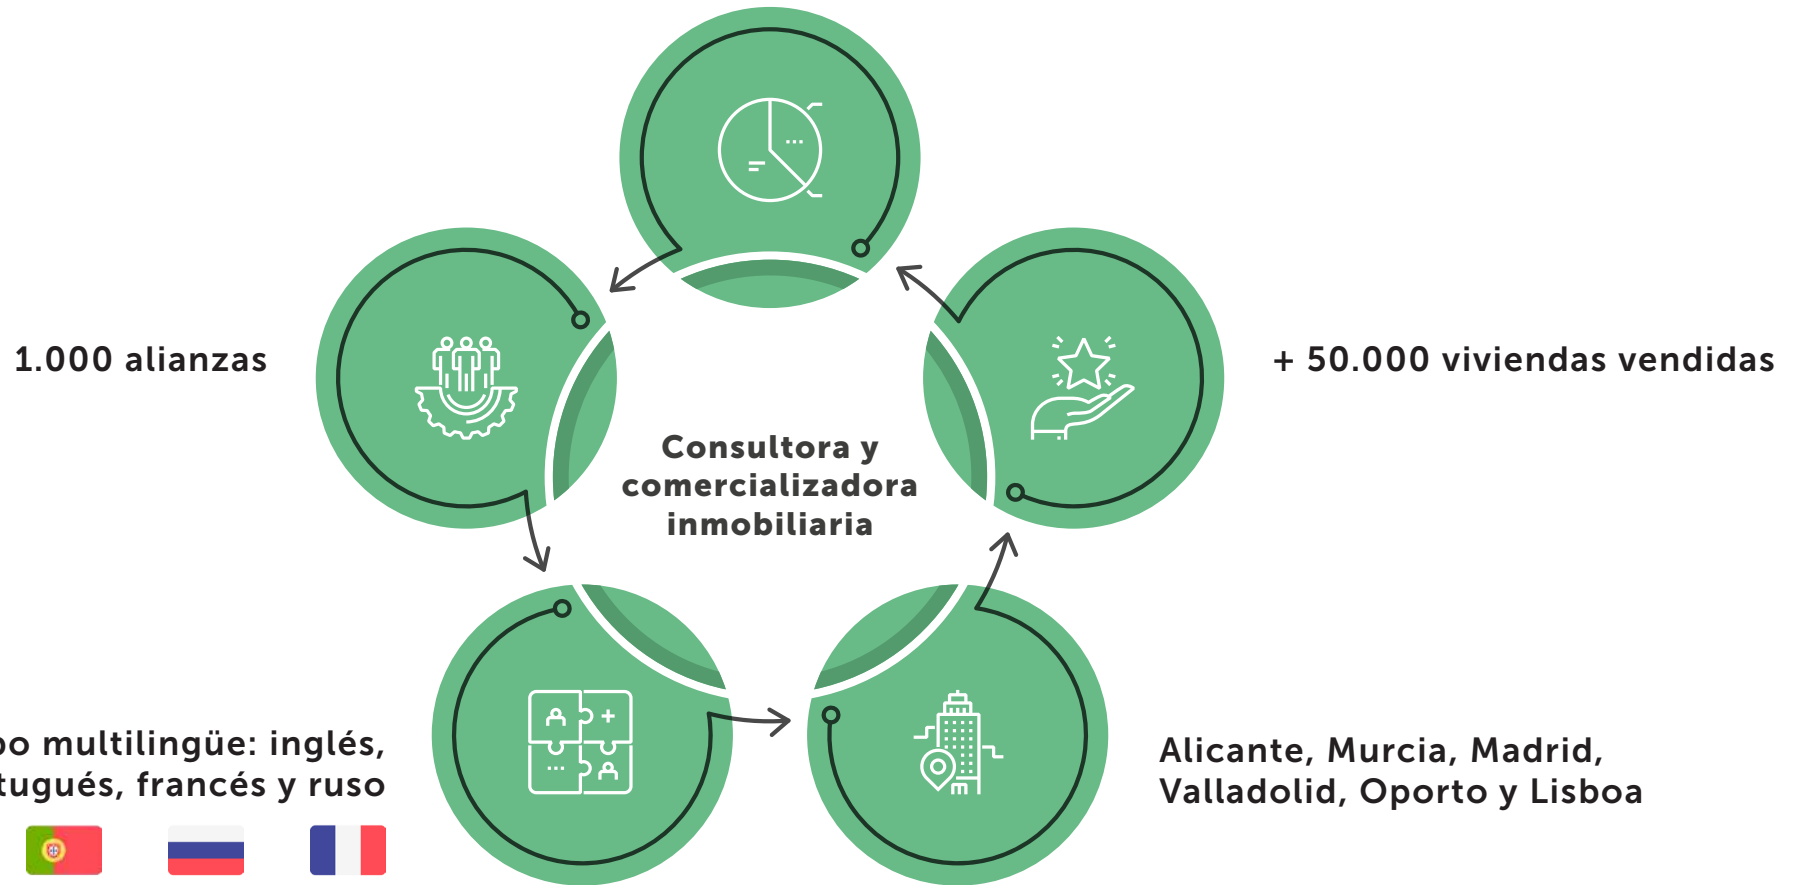 1.000 alianzas
+ 50.000 viviendas vendidas
Consultora y
comercializadora
inmobiliaria
multilingüe: inglés,
francés y ruso
Alicante, Murcia, Madrid,
Valladolid, Oporto y Lisboa